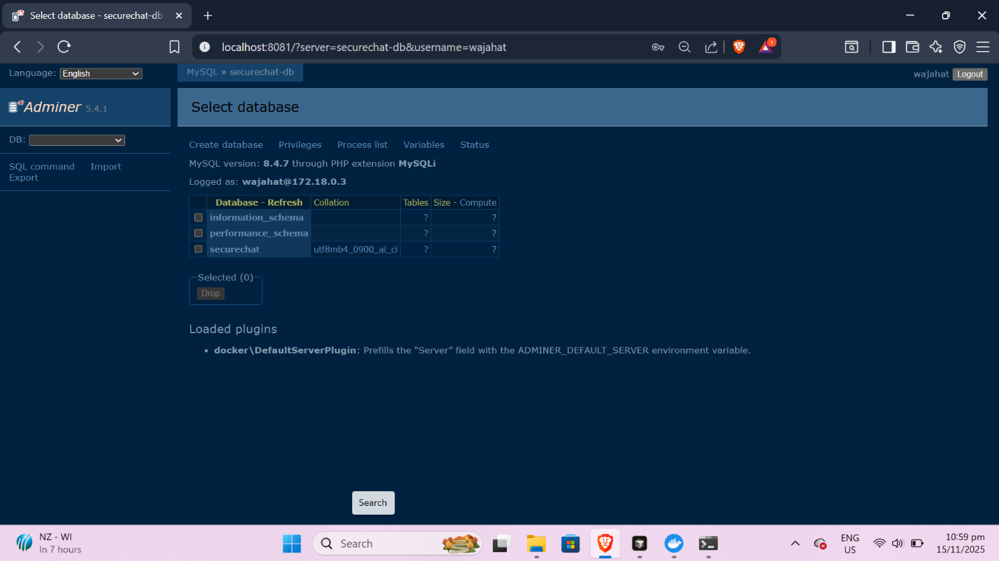 Select database - securechat-db
localhost:8081/?server=securechat-db&username=wajahat
1
Language: English
MySQL » securechat-db
wajahat Logout
Adminer 5.4.1
Select database
DB:
SQL command Import
Export
Create database Privileges Process list Variables Status
MySQL version: 8.4.7 through PHP extension MySQLi
Logged as: wajahat@172.18.0.3
Database - Refresh Collation Tables Size - Compute
information_schema ? ?
performance_schema ? ?
securechat utf8mb4_0900_ai_ci ? ?
Selected (0)
Drop
Loaded plugins
• docker\DefaultServerPlugin: Prefills the “Server” field with the ADMINER_DEFAULT_SERVER environment variable.
Search
NZ - WI
In 7 hours
Search
ENG
US
10:59 pm
15/11/2025